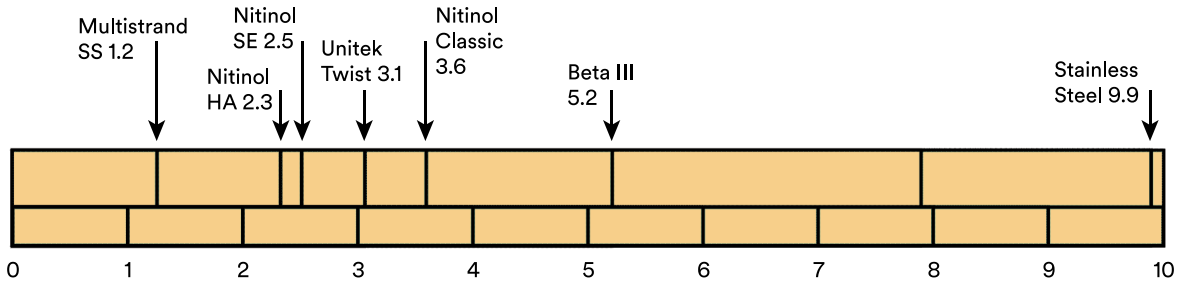 Multistrand
SS 1.2
Nitinol
HA 2.3
Nitinol
SE 2.5
Unitek
Twist 3.1
Nitinol
Classic
3.6
Beta III
5.2
Stainless
Steel 9.9
0 1 2 3 4 5 6 7 8 9 10